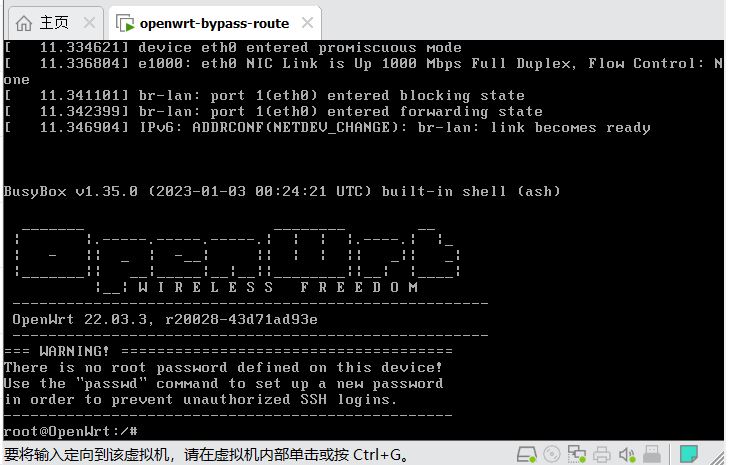 主页
openwrt-bypass-route
[   11.334621] device eth0 entered promiscuous mode
[   11.336804] e1000: eth0 NIC Link is Up 1000 Mbps Full Duplex, Flow Control: N
one
[   11.341101] br-lan: port 1(eth0) entered blocking state
[   11.342399] br-lan: port 1(eth0) entered forwarding state
[   11.346904] IPv6: ADDRCONF(NETDEV_CHANGE): br-lan: link becomes ready
BusyBox v1.35.0 (2023-01-03 00:24:21 UTC) built-in shell (ash)
OpenWrt
W I R E L E S S   F R E E D O M
-----------------------------------------------------
OpenWrt 22.03.3, r20028-43d71ad93e
-----------------------------------------------------
=== WARNING! =====================================
There is no root password defined on this device!
Use the "passwd" command to set up a new password
in order to prevent unauthorized SSH logins.
--------------------------------------------------
root@OpenWrt:/#
要将输入定向到该虚拟机，请在虚拟机内部单击或按 Ctrl+G。